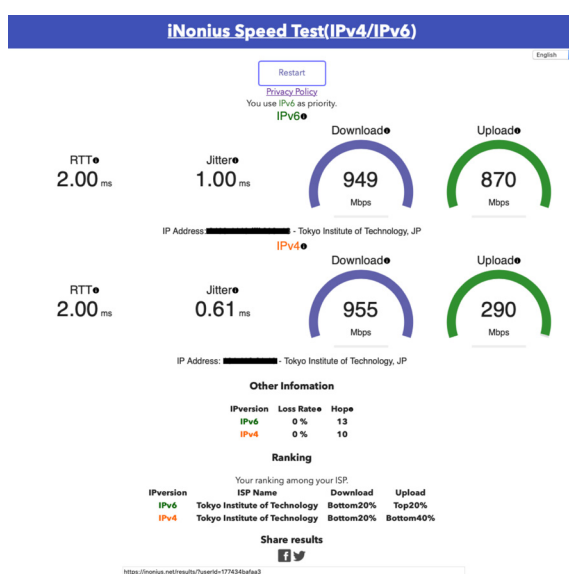 iNonius Speed Test(IPv4/IPv6)
English
Restart
Privacy Policy
You use IPv6 as priority.
IPv6
RTT Jitter Download Upload
2.00 ms 1.00 ms 949 Mbps 870 Mbps
IP Address: - Tokyo Institute of Technology, JP
IPv4
RTT Jitter Download Upload
2.00 ms 0.61 ms 955 Mbps 290 Mbps
IP Address: - Tokyo Institute of Technology, JP
Other Infomation
IPversion Loss Rate Hop
IPv6 0 % 13
IPv4 0 % 10
Ranking
Your ranking among your ISP.
IPversion ISP Name Download Upload
IPv6 Tokyo Institute of Technology Bottom20% Top20%
IPv4 Tokyo Institute of Technology Bottom20% Bottom40%
Share results
https://inonius.net/results/?userId=177434bafaa3